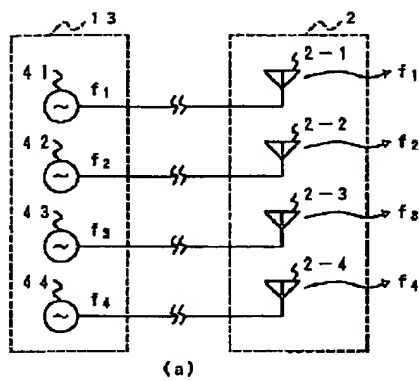 13 2
41 f₁ 2-1 f₁
42 f₂ 2-2 f₂
43 f₃ 2-3 f₃
44 f₄ 2-4 f₄
(a)